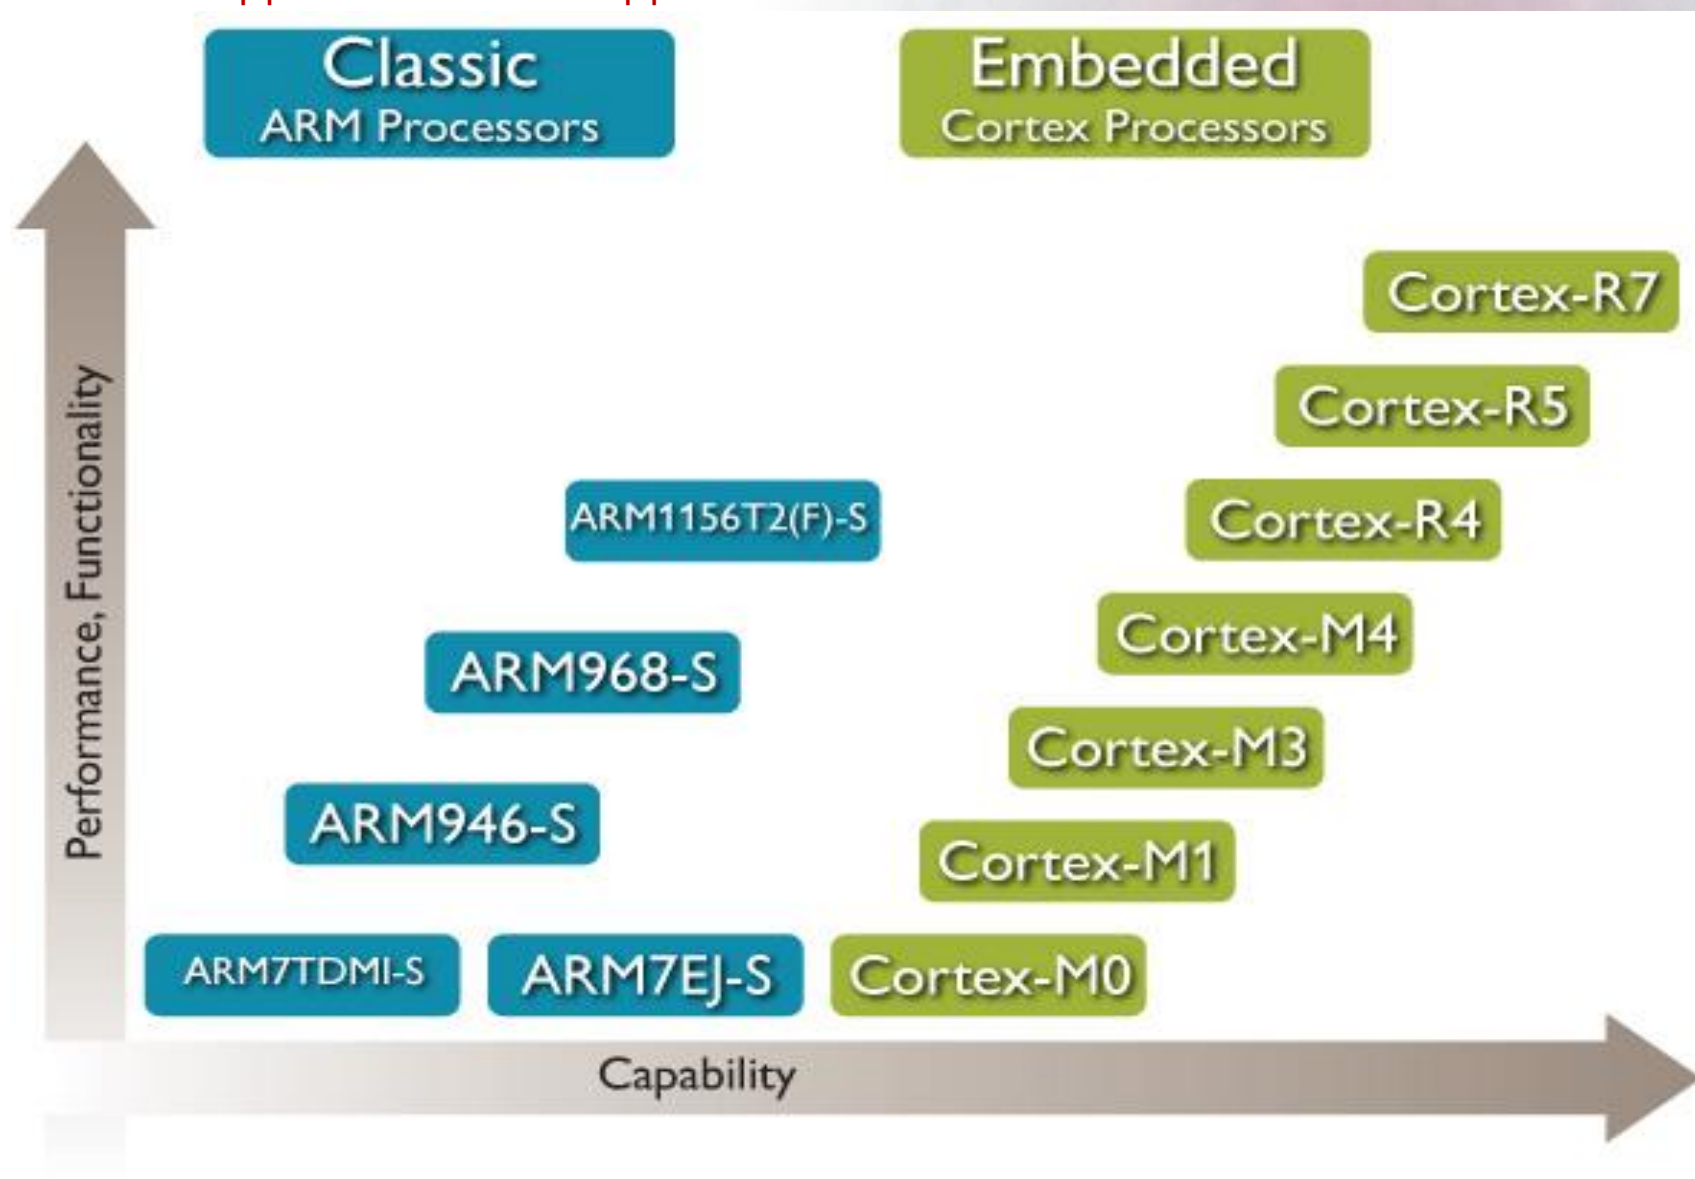 Classic
ARM Processors
Embedded
Cortex Processors
Cortex-R7
Cortex-R5
ARM1156T2(F)-S
Cortex-R4
Cortex-M4
ARM968-S
Cortex-M3
ARM946-S
Cortex-M1
ARM7TDMI-S
ARM7EJ-S
Cortex-M0
Performance, Functionality
Capability